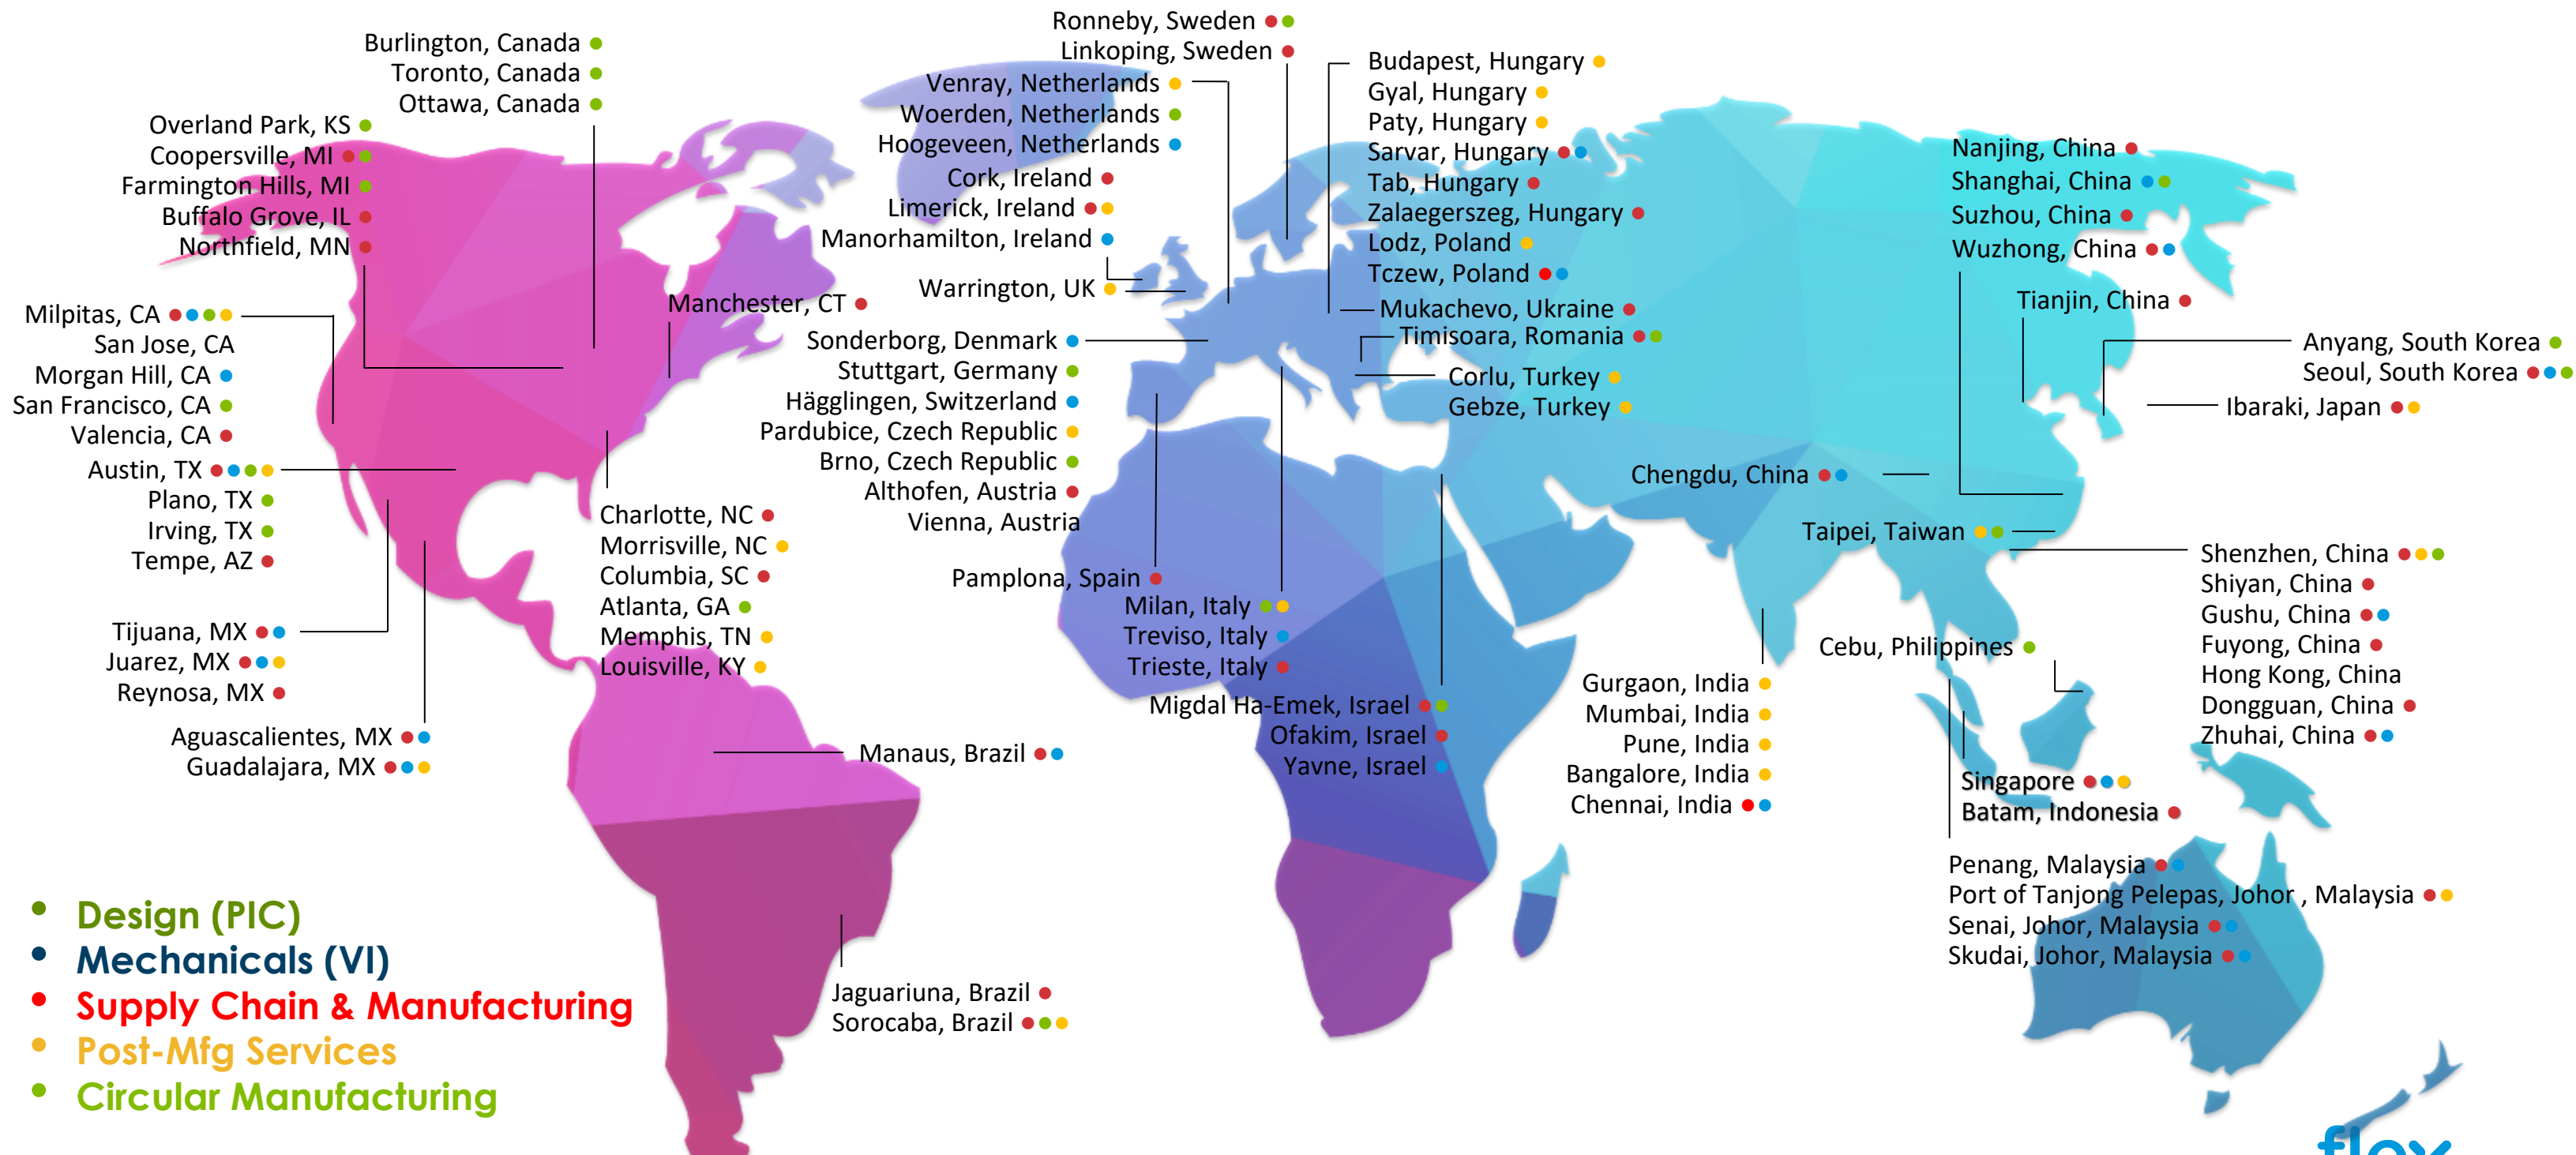 Burlington, Canada
Toronto, Canada
Ottawa, Canada
Overland Park, KS
Coopersville, MI
Farmington Hills, MI
Buffalo Grove, IL
Northfield, MN
Milpitas, CA
San Jose, CA
Morgan Hill, CA
San Francisco, CA
Valencia, CA
Austin, TX
Plano, TX
Irving, TX
Tempe, AZ
Tijuana, MX
Juarez, MX
Reynosa, MX
Aguascalientes, MX
Guadalajara, MX
Manchester, CT
Charlotte, NC
Morrisville, NC
Columbia, SC
Atlanta, GA
Memphis, TN
Louisville, KY
Manaus, Brazil
Jaguariuna, Brazil
Sorocaba, Brazil
Ronneby, Sweden
Linkoping, Sweden
Venray, Netherlands
Woerden, Netherlands
Hoogeveen, Netherlands
Cork, Ireland
Limerick, Ireland
Manorhamilton, Ireland
Warrington, UK
Sonderborg, Denmark
Stuttgart, Germany
Hägglingen, Switzerland
Pardubice, Czech Republic
Brno, Czech Republic
Althofen, Austria
Vienna, Austria
Pamplona, Spain
Milan, Italy
Treviso, Italy
Trieste, Italy
Migdal Ha-Emek, Israel
Ofakim, Israel
Yavne, Israel
Budapest, Hungary
Gyal, Hungary
Paty, Hungary
Sarvar, Hungary
Tab, Hungary
Zalaegerszeg, Hungary
Lodz, Poland
Tczew, Poland
Mukachevo, Ukraine
Timisoara, Romania
Corlu, Turkey
Gebze, Turkey
Nanjing, China
Shanghai, China
Suzhou, China
Wuzhong, China
Tianjin, China
Anyang, South Korea
Seoul, South Korea
Ibaraki, Japan
Chengdu, China
Taipei, Taiwan
Shenzhen, China
Shiyan, China
Gushu, China
Fuyong, China
Hong Kong, China
Dongguan, China
Zhuhai, China
Cebu, Philippines
Gurgaon, India
Mumbai, India
Pune, India
Bangalore, India
Chennai, India
Singapore
Batam, Indonesia
Penang, Malaysia
Port of Tanjong Pelepas, Johor , Malaysia
Senai, Johor, Malaysia
Skudai, Johor, Malaysia
• Design (PIC)
• Mechanicals (VI)
• Supply Chain & Manufacturing
• Post-Mfg Services
• Circular Manufacturing
flex